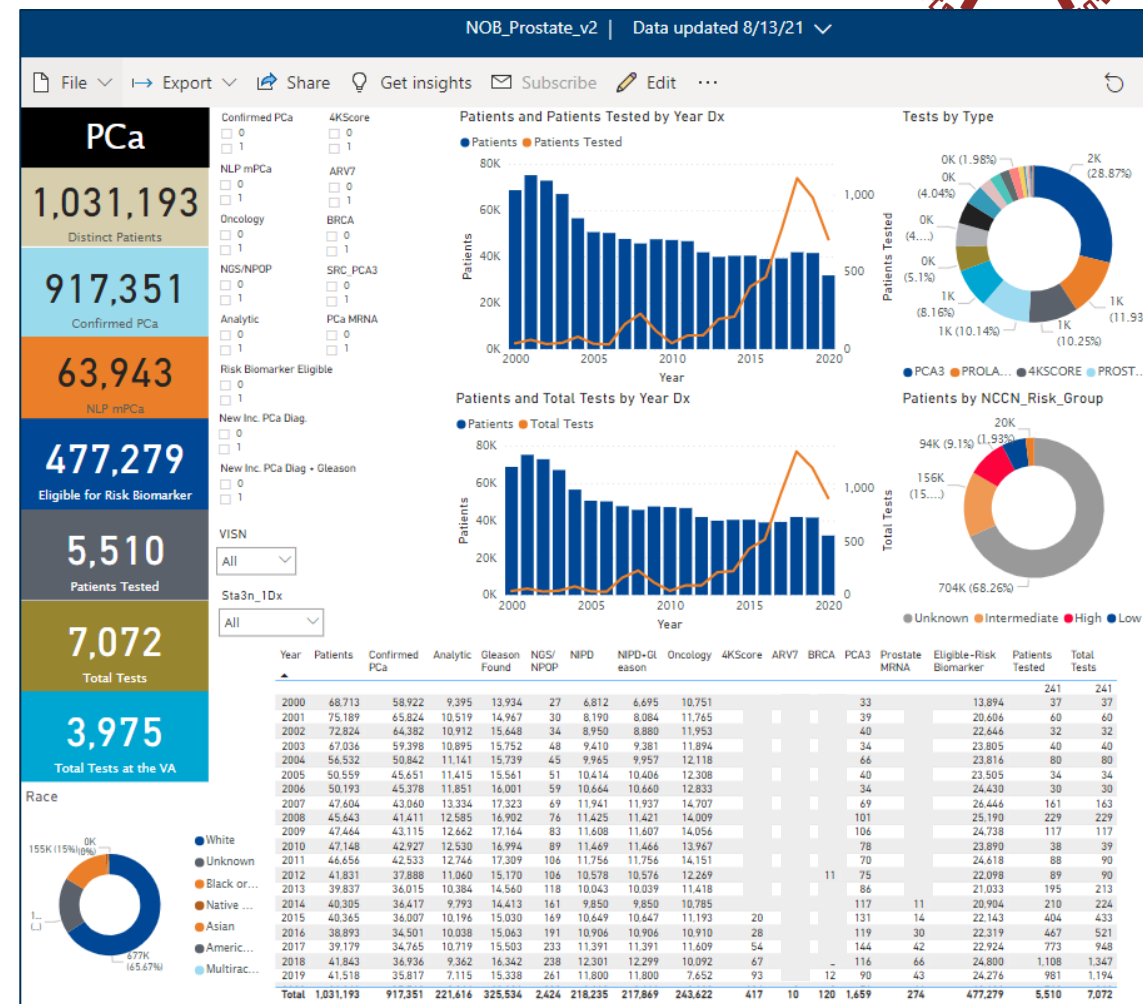 NOB_Prostate_v2 | Data updated 8/13/21
File Export Share Get insights Subscribe Edit ...
PCa
1,031,193
Distinct Patients
917,351
Confirmed PCa
63,943
NLP mPCa
477,279
Eligible for Risk Biomarker
5,510
Patients Tested
7,072
Total Tests
3,975
Total Tests at the VA
Confirmed PCa
0
1
NLP mPCa
0
1
Oncology
0
1
NGS/NPOP
0
1
Analytic
0
1
Risk Biomarker Eligible
0
1
New Inc. PCa Diag.
0
1
New Inc. PCa Diag + Gleason
0
1
4KScore
0
1
ARV7
0
1
BRCA
0
1
SRC_PCA3
0
1
PCa MRNA
0
1
VISN
All
Sta3n_1Dx
All
Patients and Patients Tested by Year Dx
Patients Patients Tested
80K
60K
40K
20K
0K
Patients
1,000
500
0
Patients Tested
2000 2005 2010 2015 2020
Year
Patients and Total Tests by Year Dx
Patients Total Tests
80K
60K
40K
20K
0K
Patients
1,000
500
0
Total Tests
2000 2005 2010 2015 2020
Year
Tests by Type
0K (1.98%)
2K
(28.87%)
0K
(4.04%)
0K
(4....)
0K
(5.1%)
1K
(8.16%)
1K (10.14%)
1K
(10.25%)
1K
(11.93
PCA3 PROLA... 4KSCORE PROST...
Patients by NCCN_Risk_Group
20K
(1.93%)
94K (9.1%)
156K
(15....)
704K (68.26%)
Unknown Intermediate High Low
Race
0K
(0%)
155K (15%)
1...
(...)
677K
(65.67%)
White
Unknown
Black or...
Native ...
Asian
Americ...
Multirac...
Year Patients Confirmed PCa Analytic Gleason Found NGS/ NPOP NIPD NIPD+Gl eason Oncology 4KScore ARV7 BRCA PCA3 Prostate MRNA Eligible-Risk Biomarker Patients Tested Total Tests
241 241
2000 68,713 58,922 9,395 13,934 27 6,812 6,695 10,751 33 13,894 37 37
2001 75,189 65,824 10,519 14,967 30 8,190 8,084 11,765 39 20,606 60 60
2002 72,824 64,382 10,912 15,648 34 8,950 8,880 11,953 40 22,646 32 32
2003 67,036 59,398 10,895 15,752 48 9,410 9,381 11,894 34 23,805 40 40
2004 56,532 50,842 11,141 15,739 45 9,965 9,957 12,118 66 23,816 80 80
2005 50,559 45,651 11,415 15,561 51 10,414 10,406 12,308 40 23,505 34 34
2006 50,193 45,378 11,851 16,001 59 10,664 10,660 12,833 34 24,430 30 30
2007 47,604 43,060 13,334 17,323 69 11,941 11,937 14,707 69 26,446 161 163
2008 45,643 41,411 12,585 16,902 76 11,425 11,421 14,009 101 25,190 229 229
2009 47,464 43,115 12,662 17,164 83 11,608 11,607 14,056 106 24,738 117 117
2010 47,148 42,927 12,530 16,994 89 11,469 11,466 13,967 78 23,890 38 39
2011 46,656 42,533 12,746 17,309 106 11,756 11,756 14,151 70 24,618 88 90
2012 41,831 37,888 11,060 15,170 106 10,578 10,576 12,269 11 75 22,098 89 90
2013 39,837 36,015 10,384 14,560 118 10,043 10,039 11,418 86 21,033 195 213
2014 40,305 36,417 9,793 14,413 161 9,850 9,850 10,785 117 11 20,904 210 224
2015 40,365 36,007 10,196 15,030 169 10,649 10,647 11,193 20 131 14 22,143 404 433
2016 38,893 34,501 10,038 15,063 191 10,906 10,906 10,910 28 119 30 22,319 467 521
2017 39,179 34,765 10,719 15,503 233 11,391 11,391 11,609 54 144 42 22,924 773 948
2018 41,843 36,936 9,362 16,342 238 12,301 12,299 10,092 67 116 66 24,800 1,108 1,347
2019 41,518 35,817 7,115 15,338 261 11,800 11,800 7,652 93 12 90 43 24,276 981 1,194
Total 1,031,193 917,351 221,616 325,534 2,424 218,235 217,869 243,622 417 10 120 1,659 274 477,279 5,510 7,072